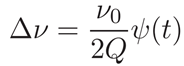 Δν = ν₀/2Q ψ(t)